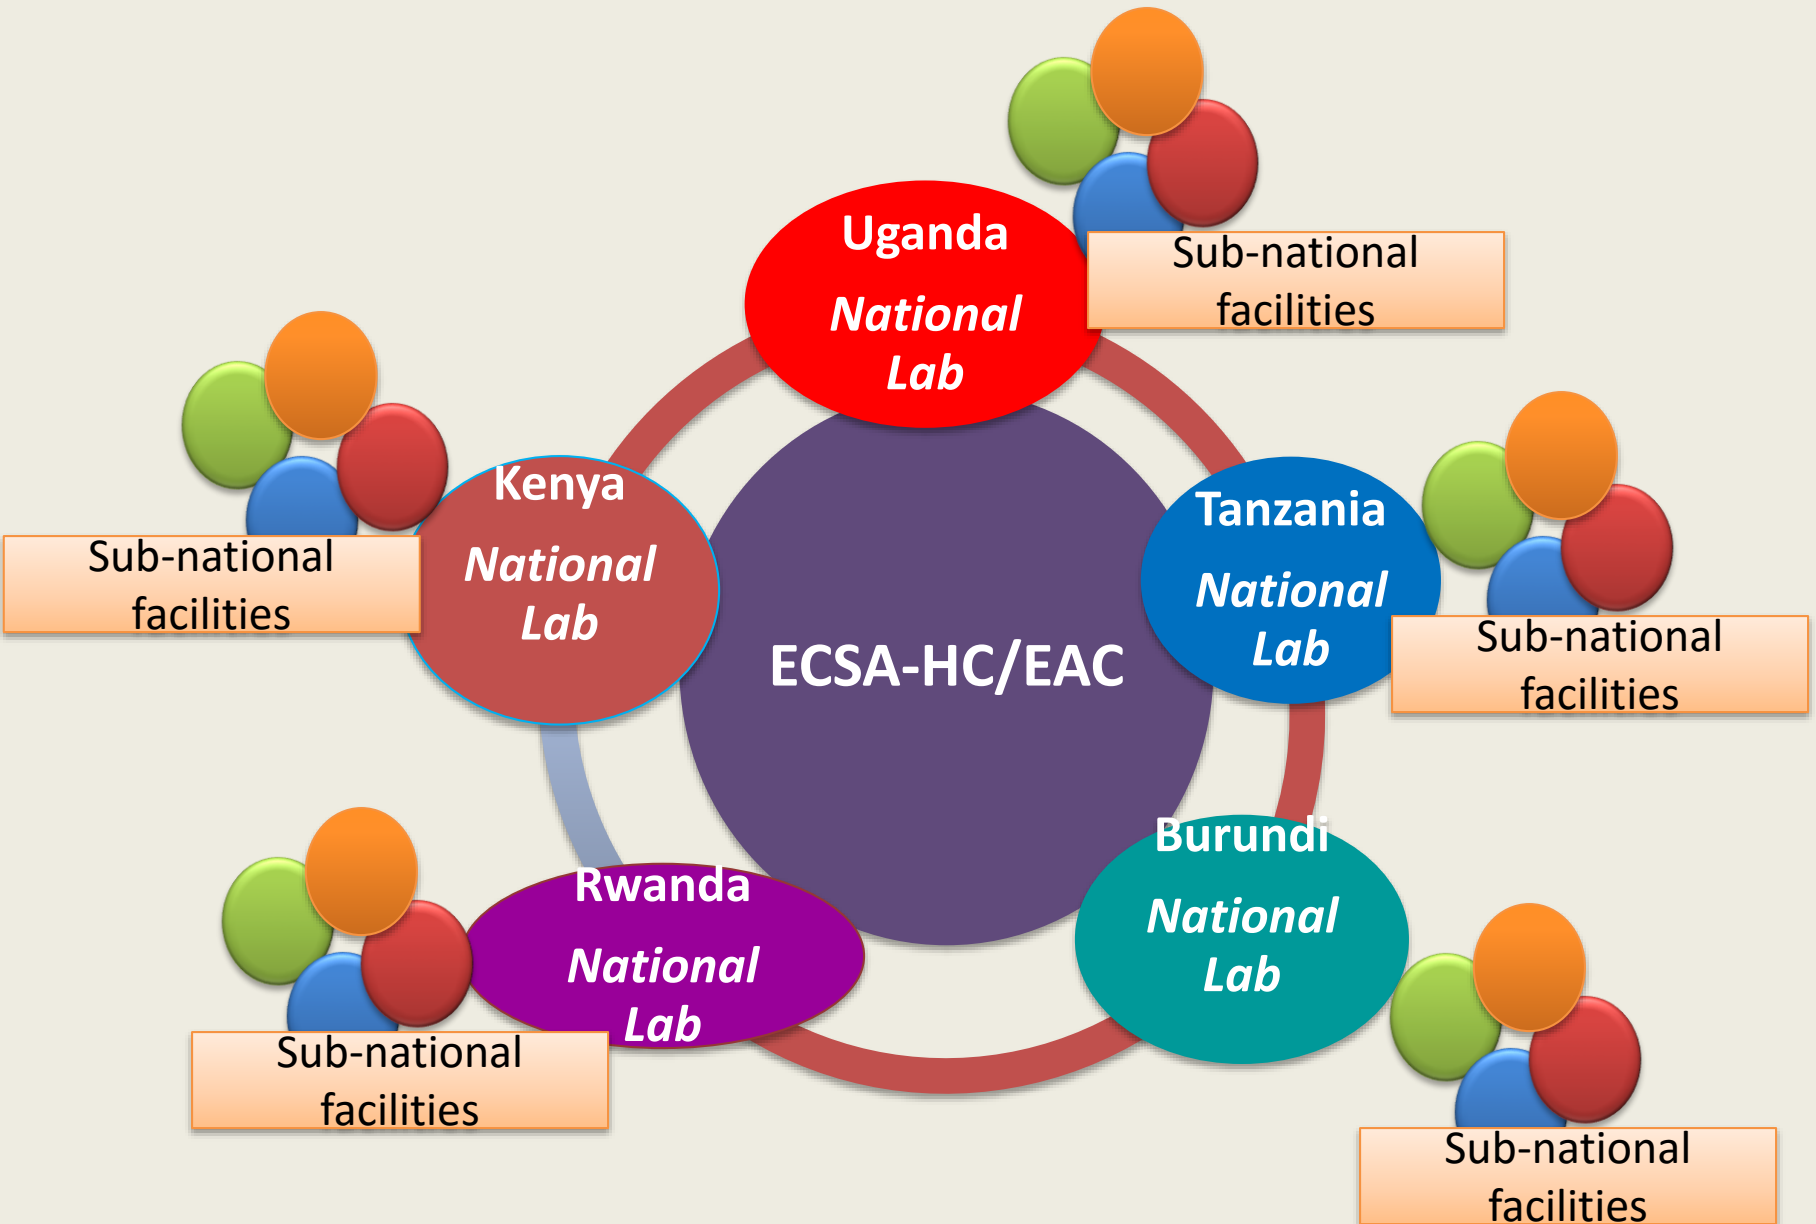 Uganda
National
Lab
Sub-national
facilities
Kenya
National
Lab
Sub-national
facilities
Tanzania
National
Lab
Sub-national
facilities
ECSA-HC/EAC
Burundi
National
Lab
Sub-national
facilities
Rwanda
National
Lab
Sub-national
facilities